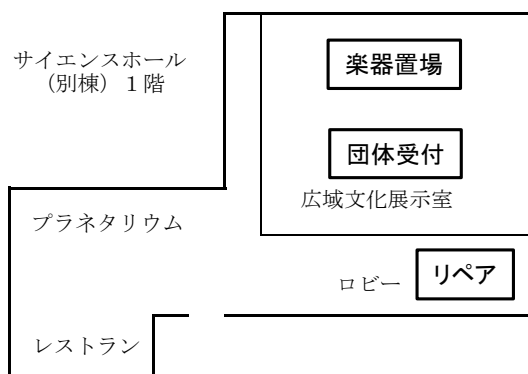 サイエンスホール
（別棟）１階
楽器置場
団体受付
広域文化展示室
プラネタリウム
ロビー
リペア
レストラン